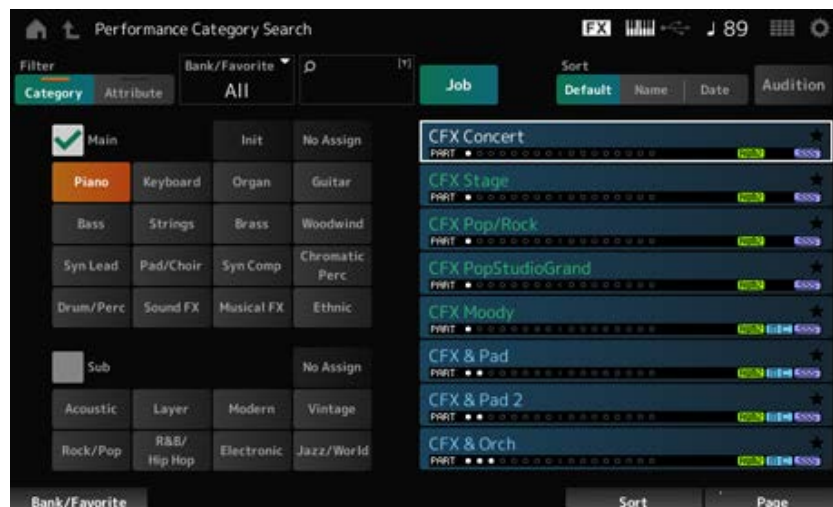 Performance Category Search
FX
♩ 89
Filter
Category
Attribute
Bank/Favorite
All
Job
Sort
Default
Name
Date
Audition
Main
Init
No Assign
Piano
Keyboard
Organ
Guitar
Bass
Strings
Brass
Woodwind
Syn Lead
Pad/Choir
Syn Comp
Chromatic
Perc
Drum/Perc
Sound FX
Musical FX
Ethnic
Sub
No Assign
Acoustic
Layer
Modern
Vintage
Rock/Pop
R&B/
Hip Hop
Electronic
Jazz/World
CFX Concert
PART
CFX Stage
PART
CFX Pop/Rock
PART
CFX PopStudioGrand
PART
CFX Moody
PART
CFX & Pad
PART
CFX & Pad 2
PART
CFX & Orch
PART
Bank/Favorite
Sort
Page